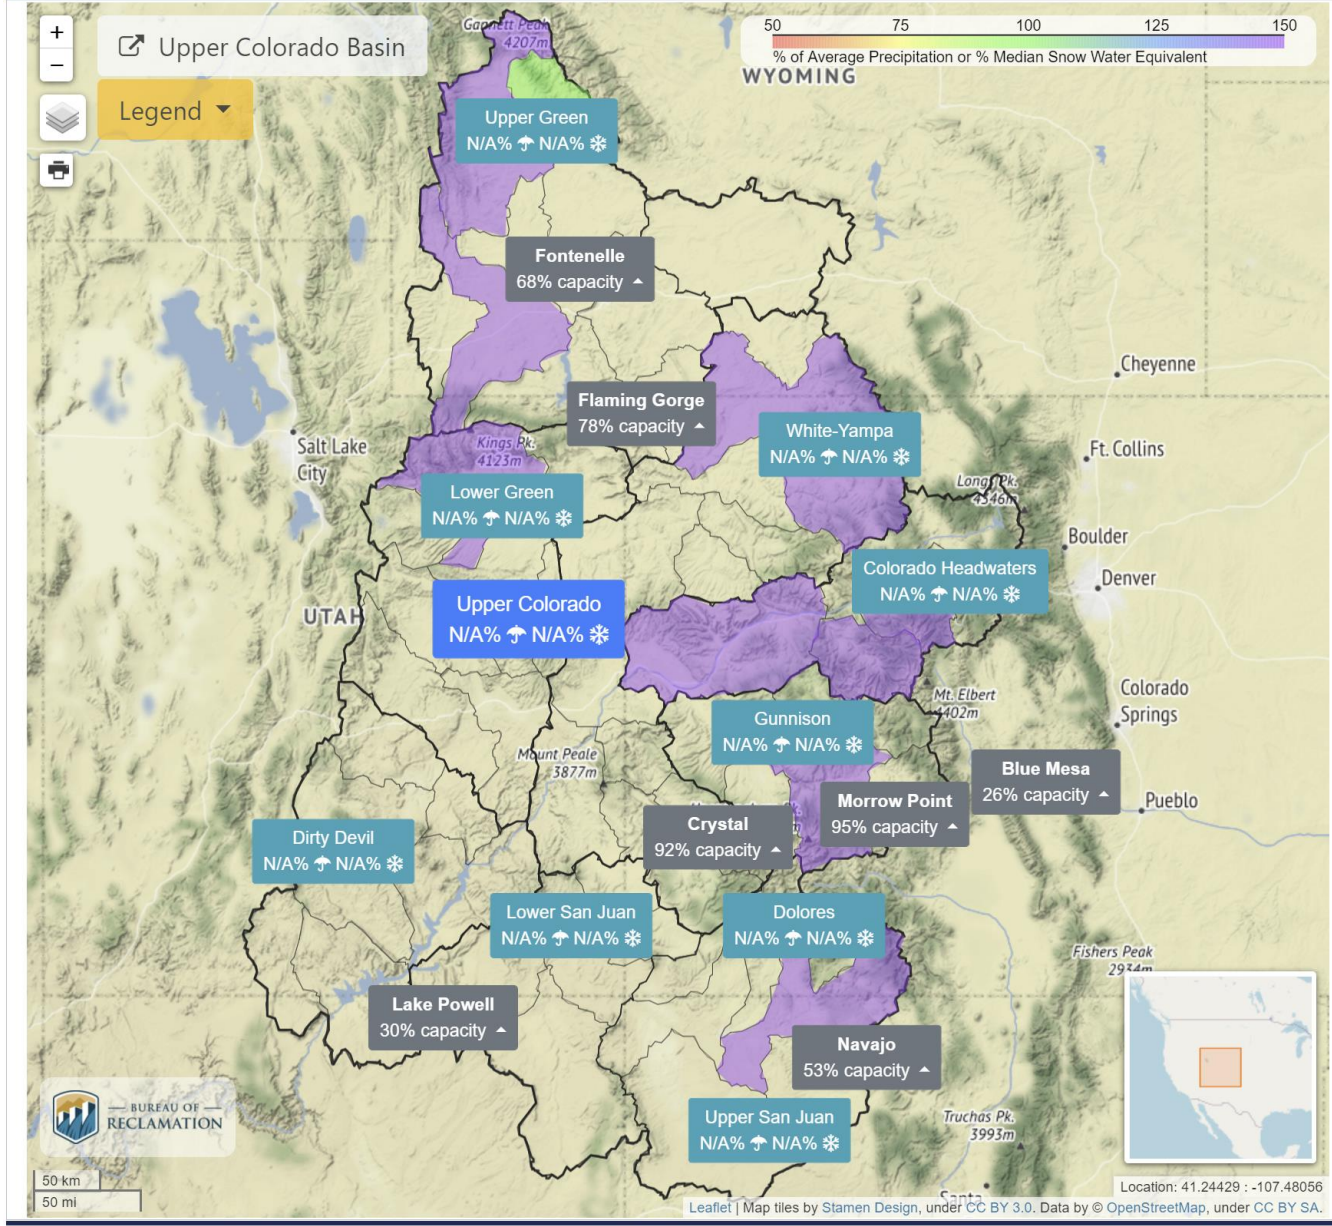 +
−
Upper Colorado Basin
Legend
50 75 100 125 150
% of Average Precipitation or % Median Snow Water Equivalent
WYOMING
Gannett Peak
4207m
Upper Green
N/A% N/A%
Fontenelle
68% capacity
Cheyenne
Flaming Gorge
78% capacity
White-Yampa
N/A% N/A%
Salt Lake
City
Kings Pk.
4123m
Ft. Collins
Longs Pk.
4346m
Lower Green
N/A% N/A%
Boulder
Colorado Headwaters
N/A% N/A%
Denver
UTAH
Upper Colorado
N/A% N/A%
Mt. Elbert
4402m
Colorado
Springs
Gunnison
N/A% N/A%
Mount Peale
3877m
Blue Mesa
26% capacity
Morrow Point
95% capacity
Pueblo
Crystal
92% capacity
Dirty Devil
N/A% N/A%
Lower San Juan
N/A% N/A%
Dolores
N/A% N/A%
Fishers Peak
2934m
Lake Powell
30% capacity
Navajo
53% capacity
BUREAU OF
RECLAMATION
Upper San Juan
N/A% N/A%
Truchas Pk.
3993m
50 km
50 mi
Santa
Location: 41.24429 : -107.48056
Leaflet | Map tiles by Stamen Design, under CC BY 3.0. Data by © OpenStreetMap, under CC BY SA.